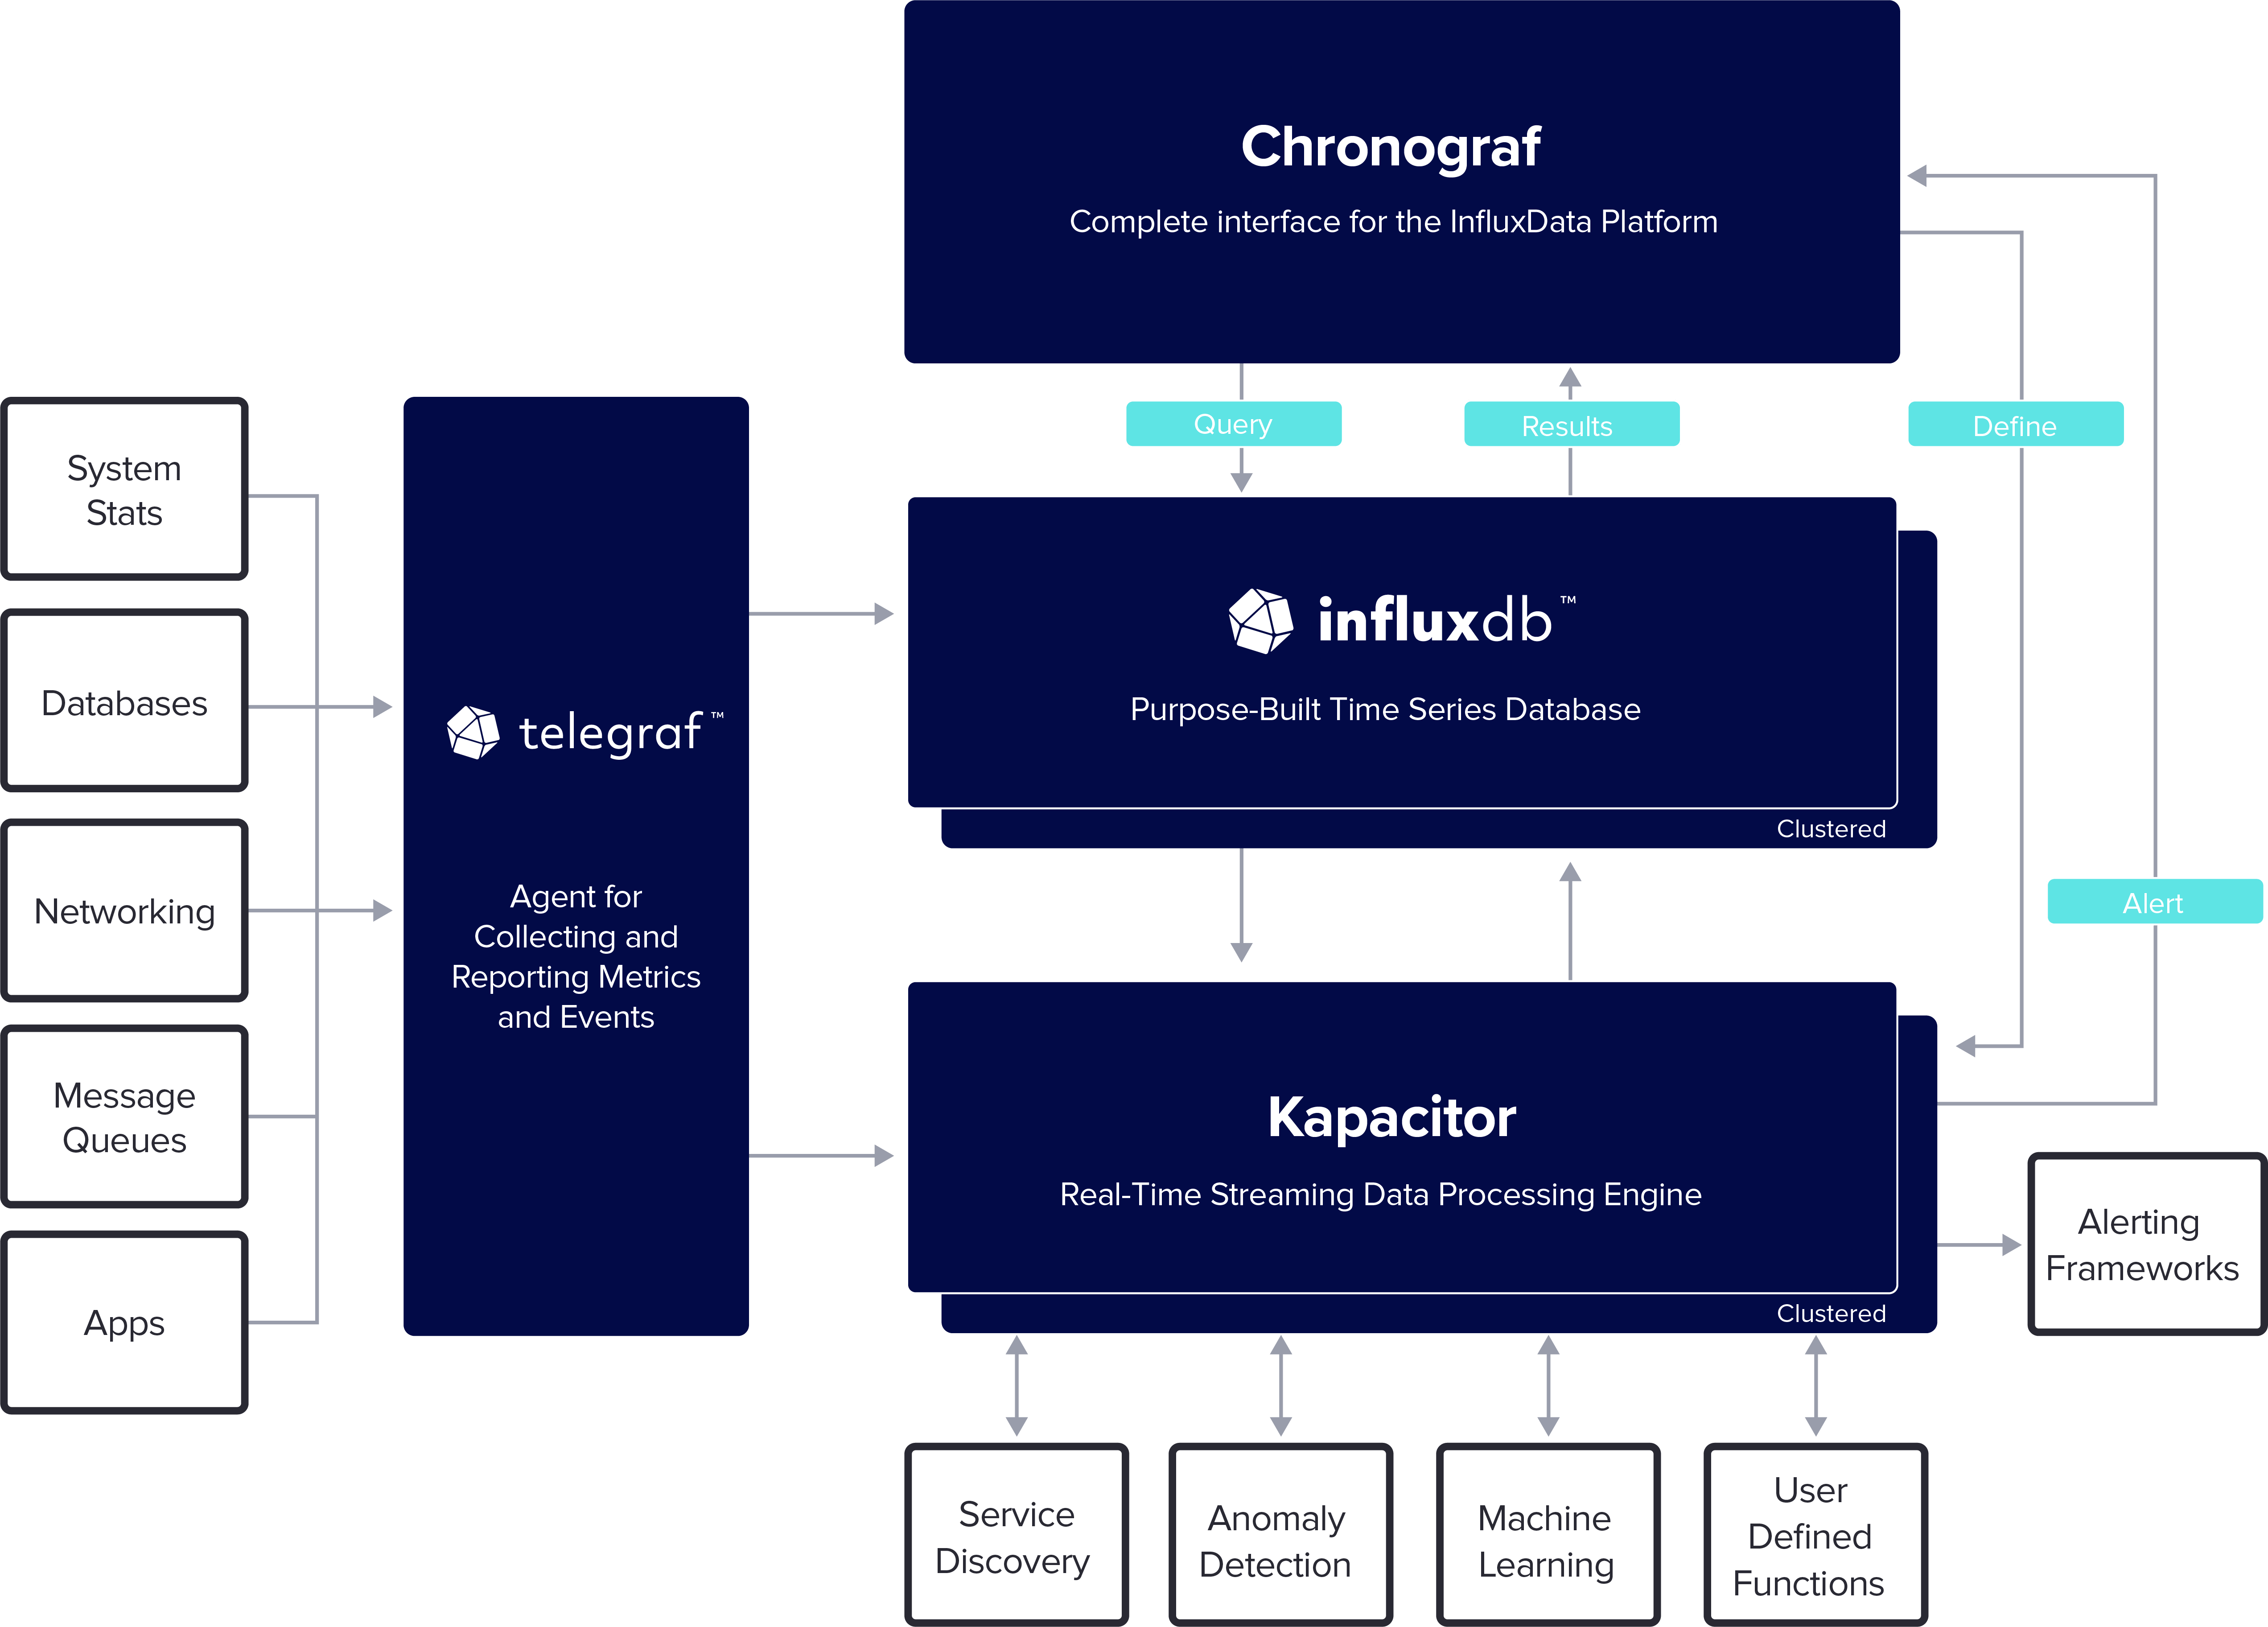 Chronograf
Complete interface for the InfluxData Platform
Query
Results
Define
System
Stats
Databases
Networking
Message
Queues
Apps
telegraf™
Agent for
Collecting and
Reporting Metrics
and Events
influxdb™
Purpose-Built Time Series Database
Clustered
Alert
Kapacitor
Real-Time Streaming Data Processing Engine
Clustered
Alerting
Frameworks
Service
Discovery
Anomaly
Detection
Machine
Learning
User
Defined
Functions